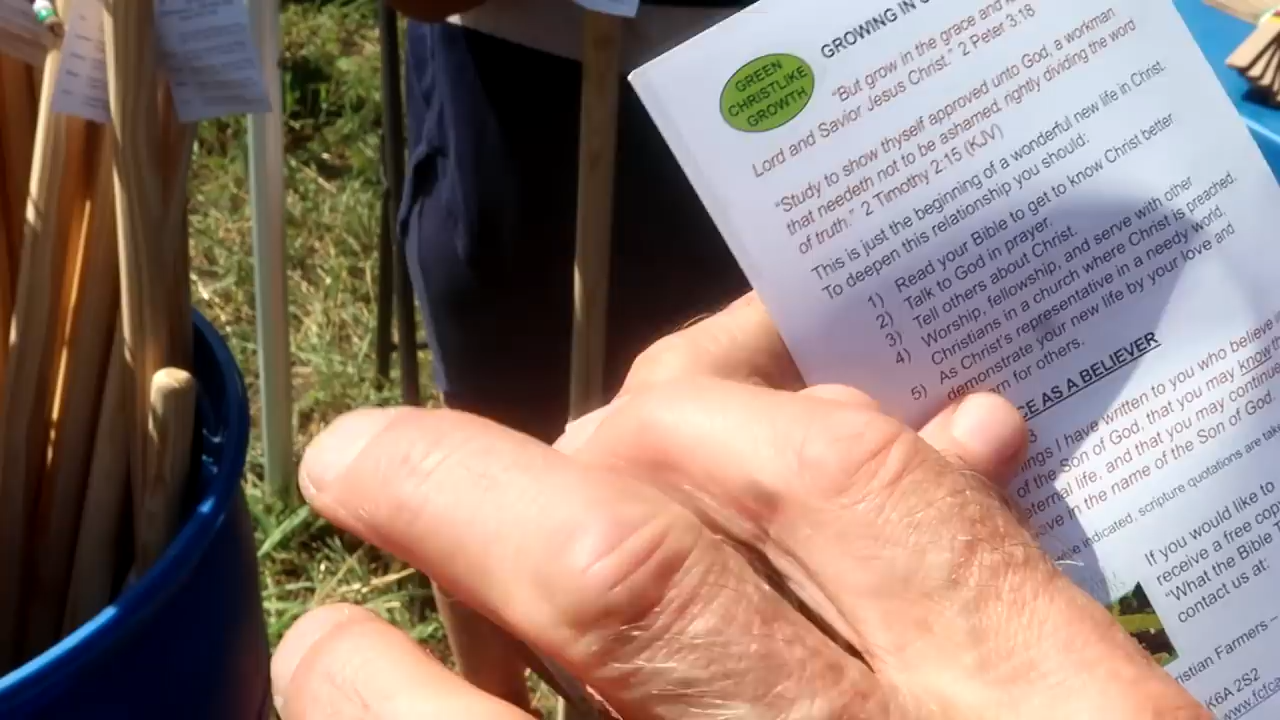 GREEN
CHRISTLIKE
GROWTH
GROWING IN
"But grow in the grace and
Lord and Savior Jesus Christ." 2 Peter 3:18
"Study to show thyself approved unto God, a workman
that needeth not to be ashamed, rightly dividing the word
of truth." 2 Timothy 2:15 (KJV)
This is just the beginning of a wonderful new life in Christ.
To deepen this relationship you should:
1) Read your Bible to get to know Christ better.
2) Talk to God in prayer.
3) Tell others about Christ.
4) Worship, fellowship, and serve with other
Christians in a church where Christ is preached.
5) As Christ's representative in a needy world,
demonstrate your new life by your love and
for others.
AS A BELIEVER
I have written to you who believe
of the Son of God, that you may know
eternal life, and that you may continue
in the name of the Son of God.
indicated, scripture quotations are
If you would like to
receive a free
"What the Bible
contact us at:
Farmers –
K6A 2S2